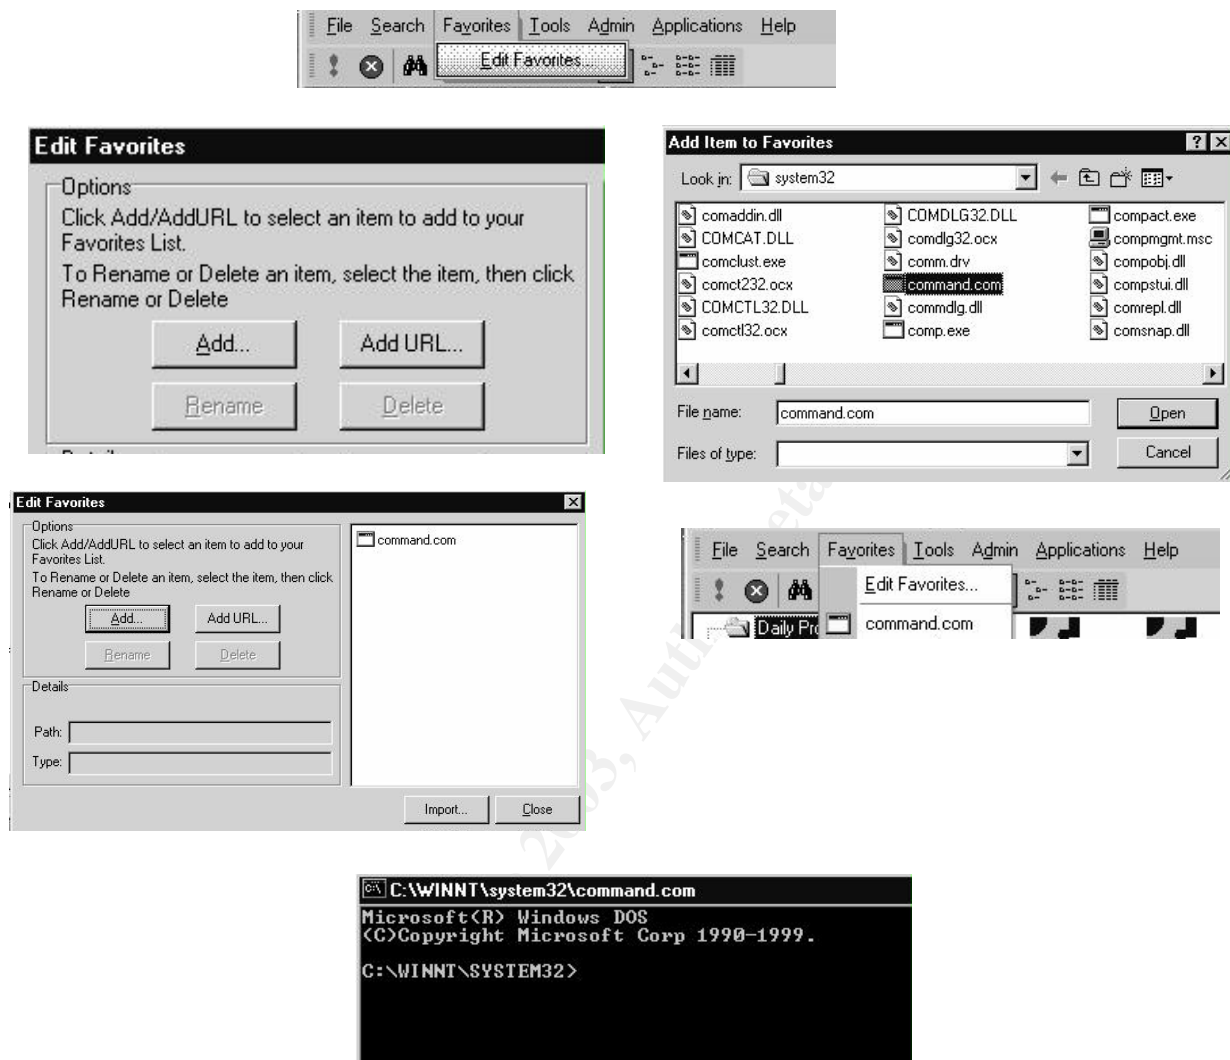 File Search Favorites Tools Admin Applications Help
Edit Favorites...
Edit Favorites
Options
Click Add/AddURL to select an item to add to your
Favorites List.
To Rename or Delete an item, select the item, then click
Rename or Delete
Add... Add URL...
Rename Delete
Add Item to Favorites
Look in: system32
comaddin.dll COMDLG32.DLL compact.exe
COMCAT.DLL comdlg32.ocx compmgmt.msc
comclust.exe comm.drv compobj.dll
comct232.ocx command.com compstui.dll
COMCTL32.DLL commdlg.dll comrepl.dll
comctl32.ocx comp.exe comsnap.dll
File name: command.com Open
Files of type: Cancel
Edit Favorites
Options
Click Add/AddURL to select an item to add to your
Favorites List.
To Rename or Delete an item, select the item, then click
Rename or Delete
Add... Add URL...
Rename Delete
Details
Path:
Type:
command.com
Import... Close
File Search Favorites Tools Admin Applications Help
Edit Favorites...
Daily Pro
command.com
C:\WINNT\system32\command.com
Microsoft(R) Windows DOS
(C)Copyright Microsoft Corp 1990-1999.
C:\WINNT\SYSTEM32>